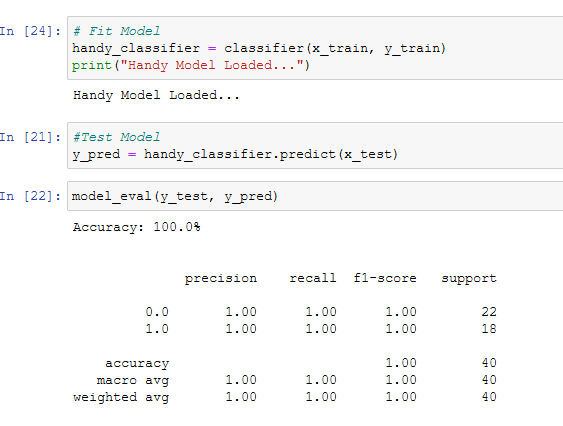 In [24]: # Fit Model
handy_classifier = classifier(x_train, y_train)
print("Handy Model Loaded...")
Handy Model Loaded...
In [21]: #Test Model
y_pred = handy_classifier.predict(x_test)
In [22]: model_eval(y_test, y_pred)
Accuracy: 100.0%
precision recall f1-score support
0.0 1.00 1.00 1.00 22
1.0 1.00 1.00 1.00 18
accuracy 1.00 40
macro avg 1.00 1.00 1.00 40
weighted avg 1.00 1.00 1.00 40